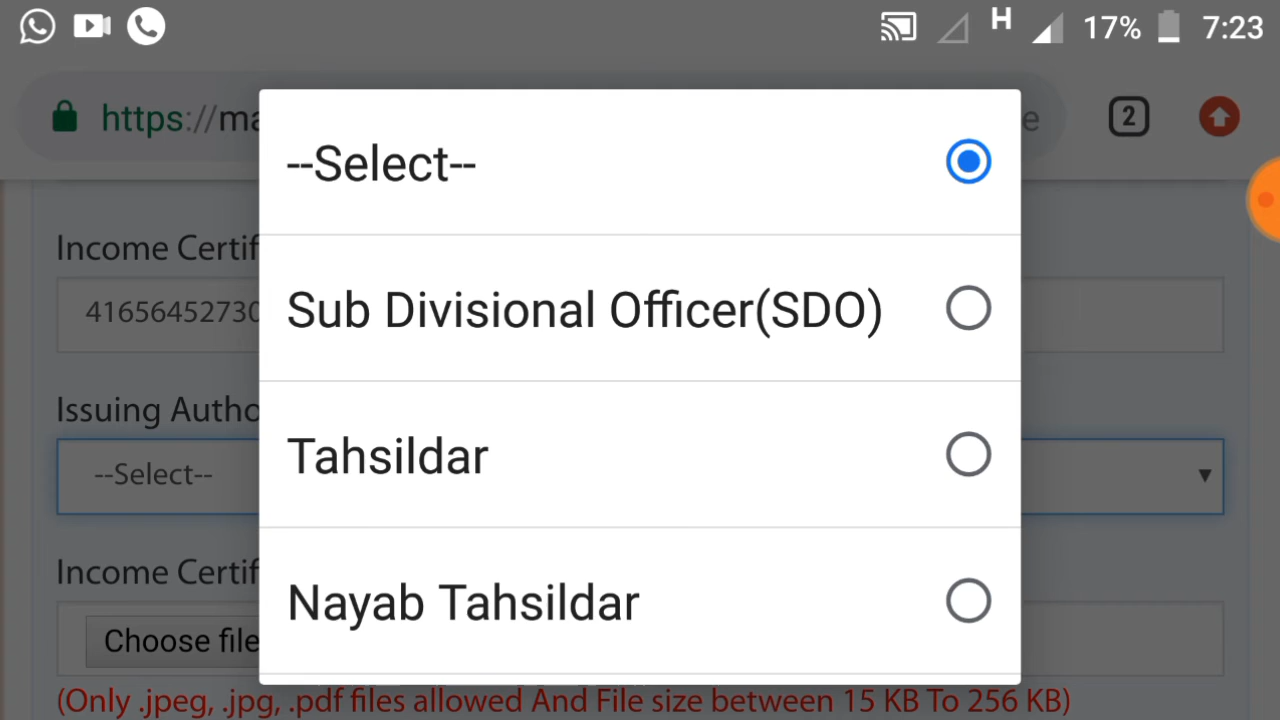 H 17% 7:23
https://ma
e
2
--Select--
Income Certif
41656452730
Sub Divisional Officer(SDO)
Issuing Autho
--Select--
Tahsildar
Income Certif
Choose file
Nayab Tahsildar
(Only .jpeg, .jpg, .pdf files allowed And File size between 15 KB To 256 KB)